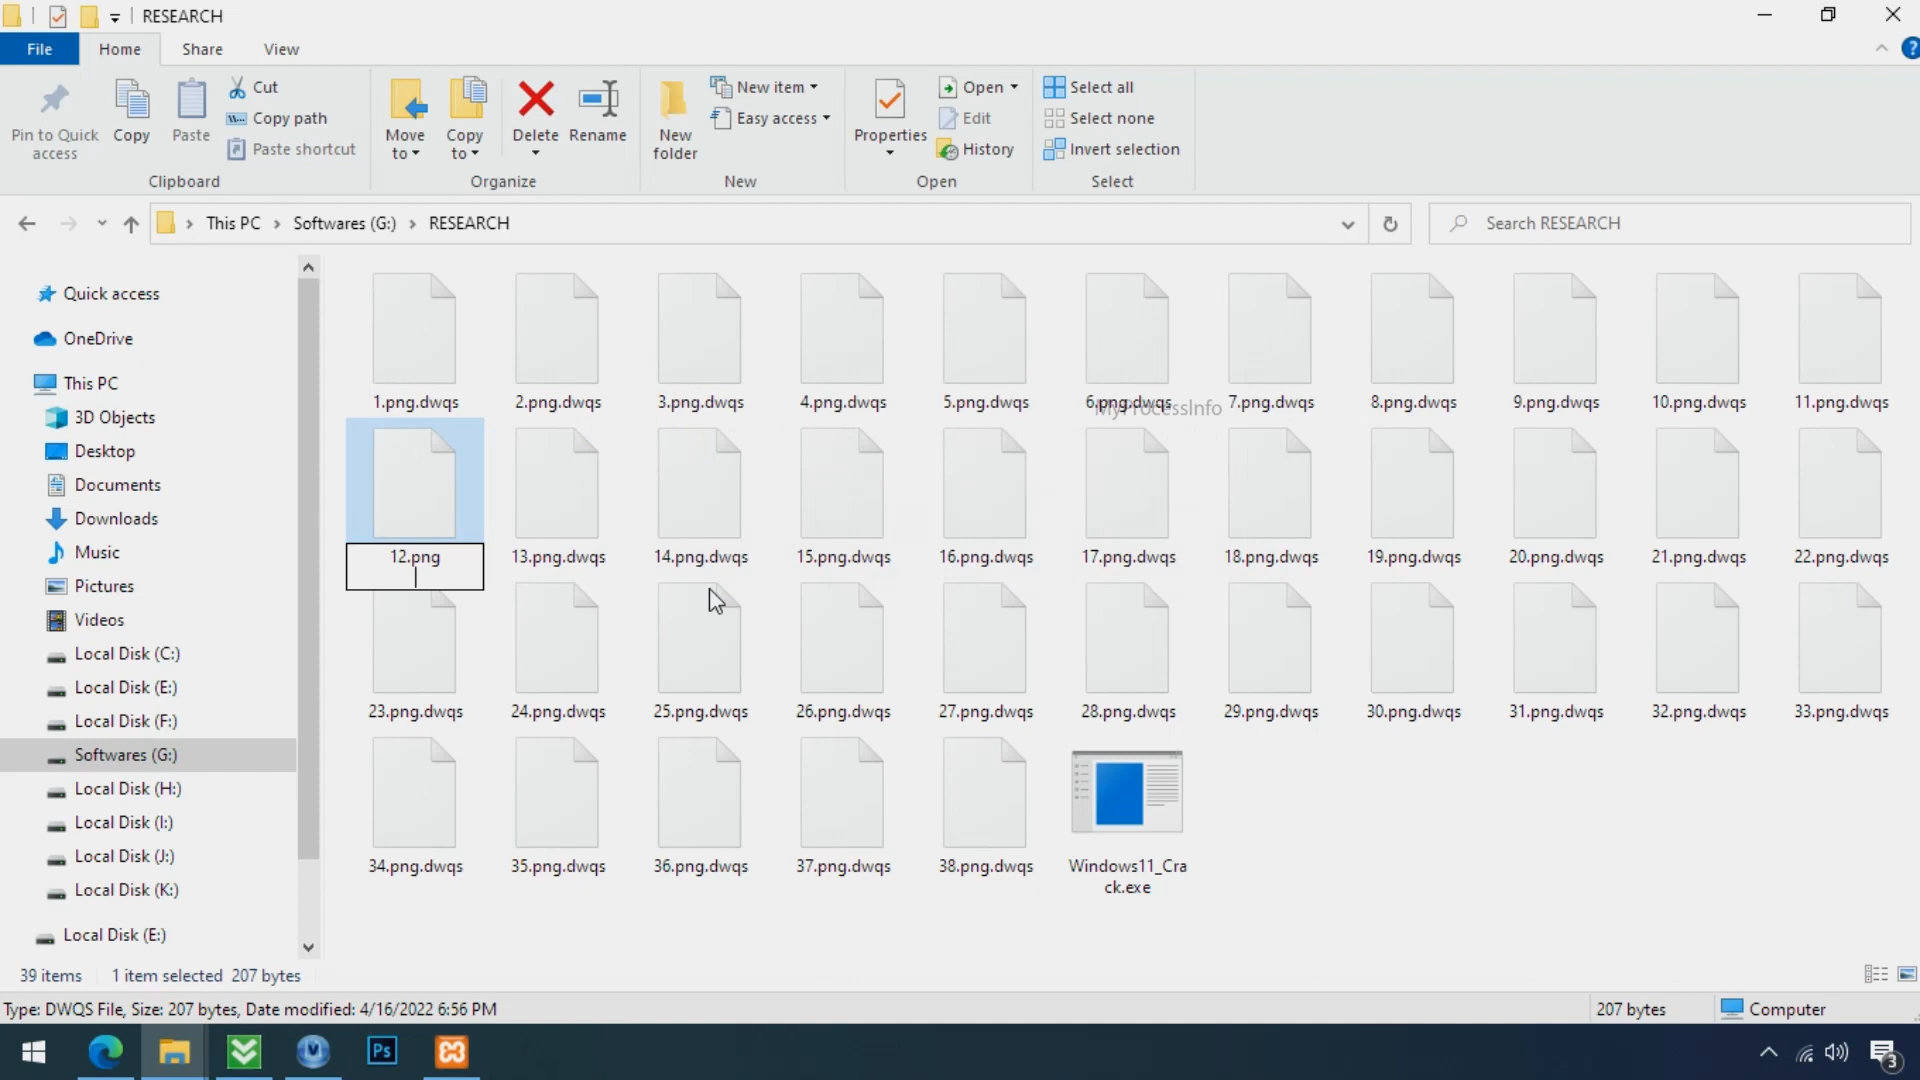 RESEARCH
File Home Share View
Pin to Quick access
Copy
Paste
Cut
Copy path
Paste shortcut
Clipboard
Move to
Copy to
Delete
Rename
Organize
New folder
New item
Easy access
New
Properties
Open
Edit
History
Open
Select all
Select none
Invert selection
Select
This PC > Softwares (G:) > RESEARCH
Search RESEARCH
Quick access
OneDrive
This PC
3D Objects
Desktop
Documents
Downloads
Music
Pictures
Videos
Local Disk (C:)
Local Disk (E:)
Local Disk (F:)
Softwares (G:)
Local Disk (H:)
Local Disk (I:)
Local Disk (J:)
Local Disk (K:)
Local Disk (E:)
1.png.dwqs 2.png.dwqs 3.png.dwqs 4.png.dwqs 5.png.dwqs 6.png.dwqs 7.png.dwqs 8.png.dwqs 9.png.dwqs 10.png.dwqs 11.png.dwqs
MyProcessInfo
12.png 13.png.dwqs 14.png.dwqs 15.png.dwqs 16.png.dwqs 17.png.dwqs 18.png.dwqs 19.png.dwqs 20.png.dwqs 21.png.dwqs 22.png.dwqs
23.png.dwqs 24.png.dwqs 25.png.dwqs 26.png.dwqs 27.png.dwqs 28.png.dwqs 29.png.dwqs 30.png.dwqs 31.png.dwqs 32.png.dwqs 33.png.dwqs
34.png.dwqs 35.png.dwqs 36.png.dwqs 37.png.dwqs 38.png.dwqs Windows11_Cra
ck.exe
39 items 1 item selected 207 bytes
Type: DWQS File, Size: 207 bytes, Date modified: 4/16/2022 6:56 PM
207 bytes
Computer
Ps
3